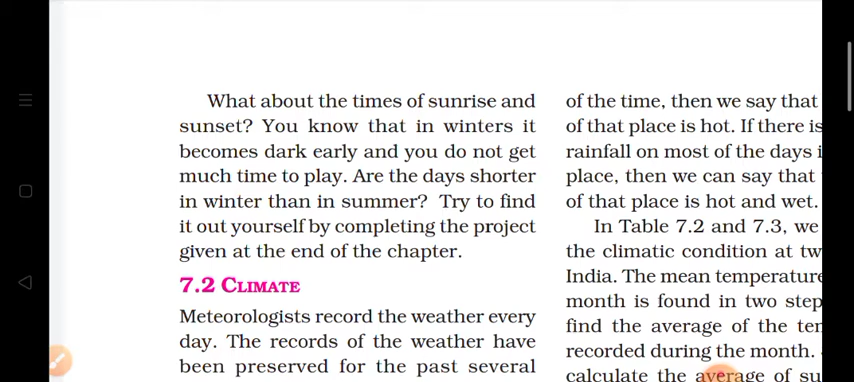 What about the times of sunrise and
sunset? You know that in winters it
becomes dark early and you do not get
much time to play. Are the days shorter
in winter than in summer? Try to find
it out yourself by completing the project
given at the end of the chapter.
7.2 CLIMATE
Meteorologists record the weather every
day. The records of the weather have
been preserved for the past several
of the time, then we say that
of that place is hot. If there is
rainfall on most of the days
place, then we can say that
of that place is hot and wet.
In Table 7.2 and 7.3, we
the climatic condition at
India. The mean temperature
month is found in two
find the average of the
recorded during the month.
calculate the average of